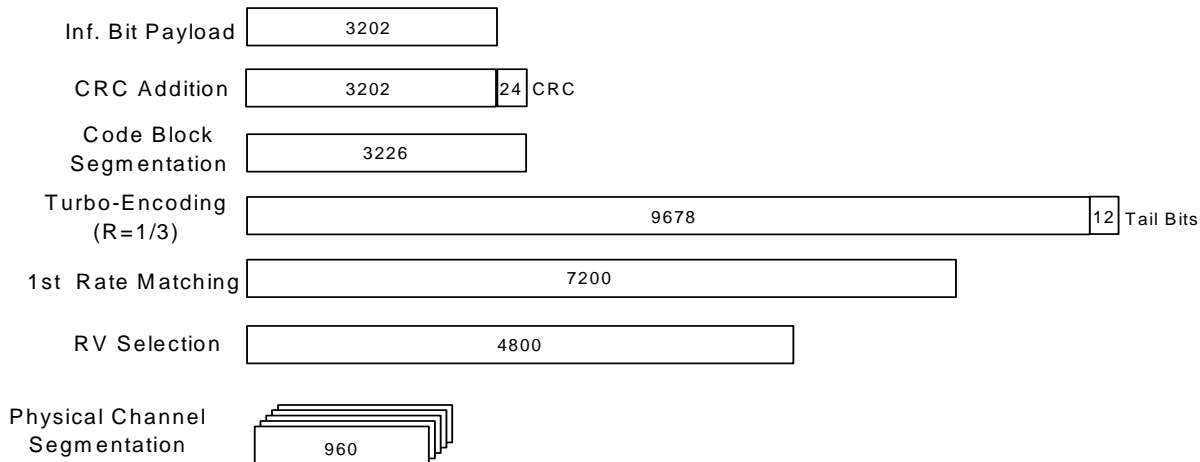 Inf. Bit Payload 3202
CRC Addition 3202 24 CRC
Code Block
Segmentation 3226
Turbo-Encoding
(R=1/3) 9678 12 Tail Bits
1st Rate Matching 7200
RV Selection 4800
Physical Channel
Segmentation 960